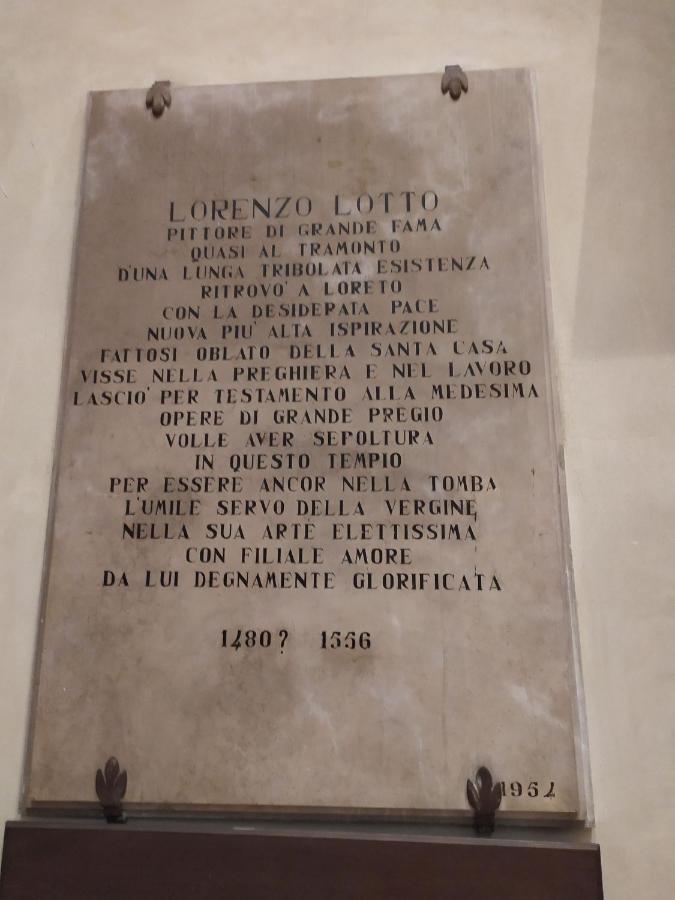 LORENZO LOTTO
PITTORE DI GRANDE FAMA
QUASI AL TRAMONTO
D'UNA LUNGA TRIBOLATA ESISTENZA
RITROVO' A LORETO
CON LA DESIDERATA PACE
NUOVA PIU' ALTA ISPIRAZIONE
FATTOSI OBLATO DELLA SANTA CASA
VISSE NELLA PREGHIERA E NEL LAVORO
LASCIO' PER TESTAMENTO ALLA MEDESIMA
OPERE DI GRANDE PREGIO
VOLLE AVER SEPOLTURA
IN QUESTO TEMPIO
PER ESSERE ANCOR NELLA TOMBA
L'UMILE SERVO DELLA VERGINE
NELLA SUA ARTE ELETTISSIMA
CON FILIALE AMORE
DA LUI DEGNAMENTE GLORIFICATA
1480? 1556